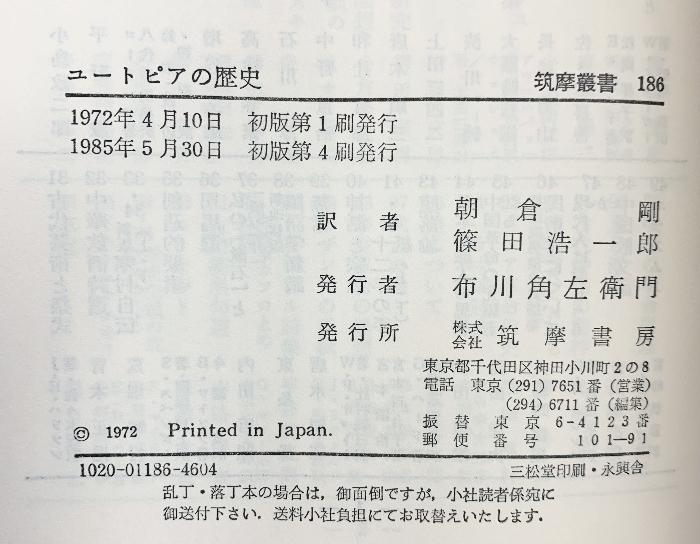 ユートピアの歴史 筑摩叢書 186
1972年4月10日 初版第1刷発行
1985年5月30日 初版第4刷発行
訳者 朝倉剛
篠田浩一郎
発行者 布川角左衛門
発行所 株式会社 筑摩書房
東京都千代田区神田小川町2の8
電話 東京 (291) 7651番 (営業)
(294) 6711番 (編集)
振替 東京 6-4123番
郵便番号 101-91
© 1972 Printed in Japan.
1020-01186-4604 三松堂印刷・永興舎
乱丁・落丁本の場合は,御面倒ですが,小社読者係宛に
御送付下さい.送料小社負担にてお取替えいたします.